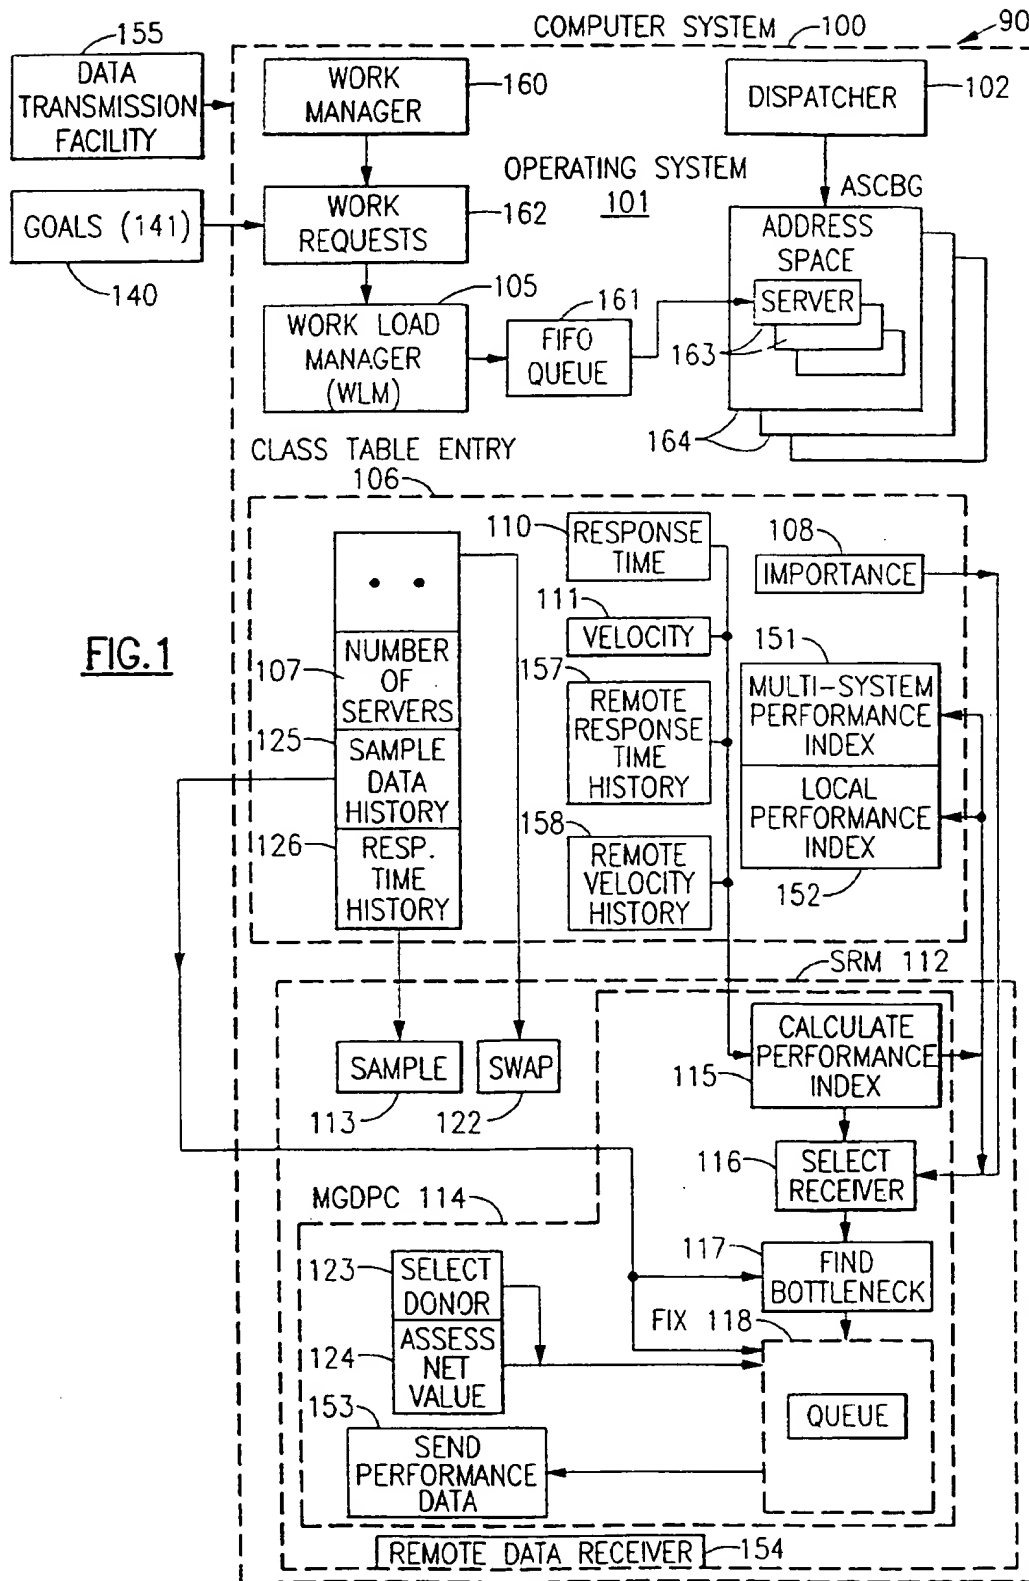 COMPUTER SYSTEM 100
90
155
DATA
TRANSMISSION
FACILITY
WORK
MANAGER
160
DISPATCHER
102
OPERATING SYSTEM
101
GOALS (141)
140
WORK
REQUESTS
162
ASCBG
ADDRESS
SPACE
SERVER
163
164
105
WORK LOAD
MANAGER
(WLM)
161
FIFO
QUEUE
CLASS TABLE ENTRY
106
FIG.1
107
NUMBER
OF
SERVERS
125
SAMPLE
DATA
HISTORY
126
RESP.
TIME
HISTORY
110
RESPONSE
TIME
111
VELOCITY
157
REMOTE
RESPONSE
TIME
HISTORY
158
REMOTE
VELOCITY
HISTORY
108
IMPORTANCE
151
MULTI-SYSTEM
PERFORMANCE
INDEX
LOCAL
PERFORMANCE
INDEX
152
SRM 112
SAMPLE
113
SWAP
122
CALCULATE
PERFORMANCE
INDEX
115
116
SELECT
RECEIVER
MGDPC 114
117
FIND
BOTTLENECK
123
SELECT
DONOR
124
ASSESS
NET
VALUE
FIX 118
QUEUE
153
SEND
PERFORMANCE
DATA
REMOTE DATA RECEIVER
154